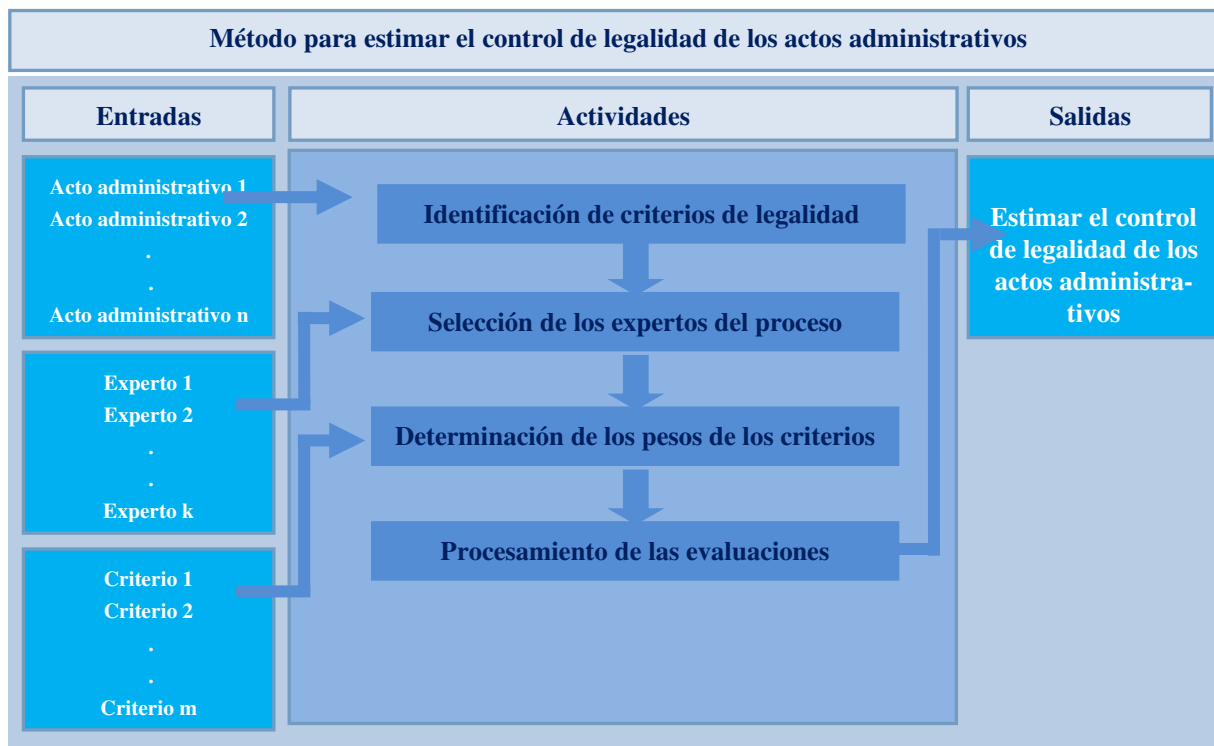 Método para estimar el control de legalidad de los actos administrativos
Entradas
Actividades
Salidas
Acto administrativo 1
Acto administrativo 2
.
.
Acto administrativo n
Experto 1
Experto 2
.
.
Experto k
Criterio 1
Criterio 2
.
.
Criterio m
Identificación de criterios de legalidad
Selección de los expertos del proceso
Determinación de los pesos de los criterios
Procesamiento de las evaluaciones
Estimar el control
de legalidad de los
actos administra-
tivos